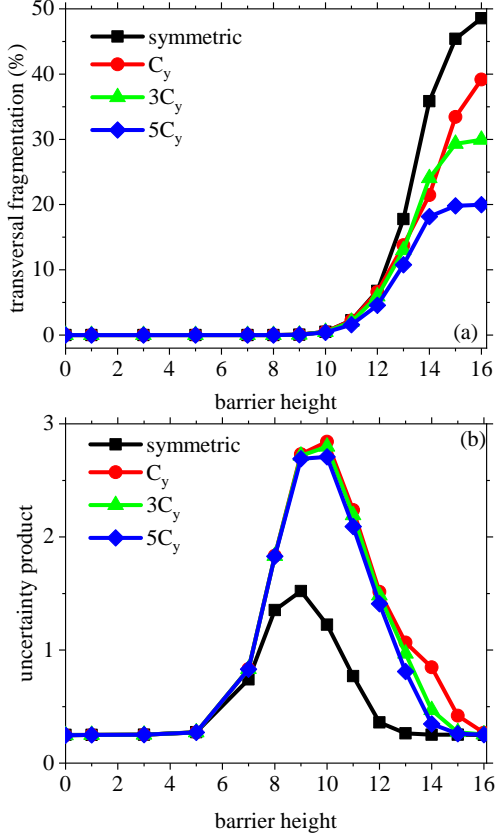 50
40
30
20
10
0
transversal fragmentation (%)
symmetric
Cy
3Cy
5Cy
(a)
0 2 4 6 8 10 12 14 16
barrier height
3
2
1
0
uncertainty product
symmetric
Cy
3Cy
5Cy
(b)
0 2 4 6 8 10 12 14 16
barrier height